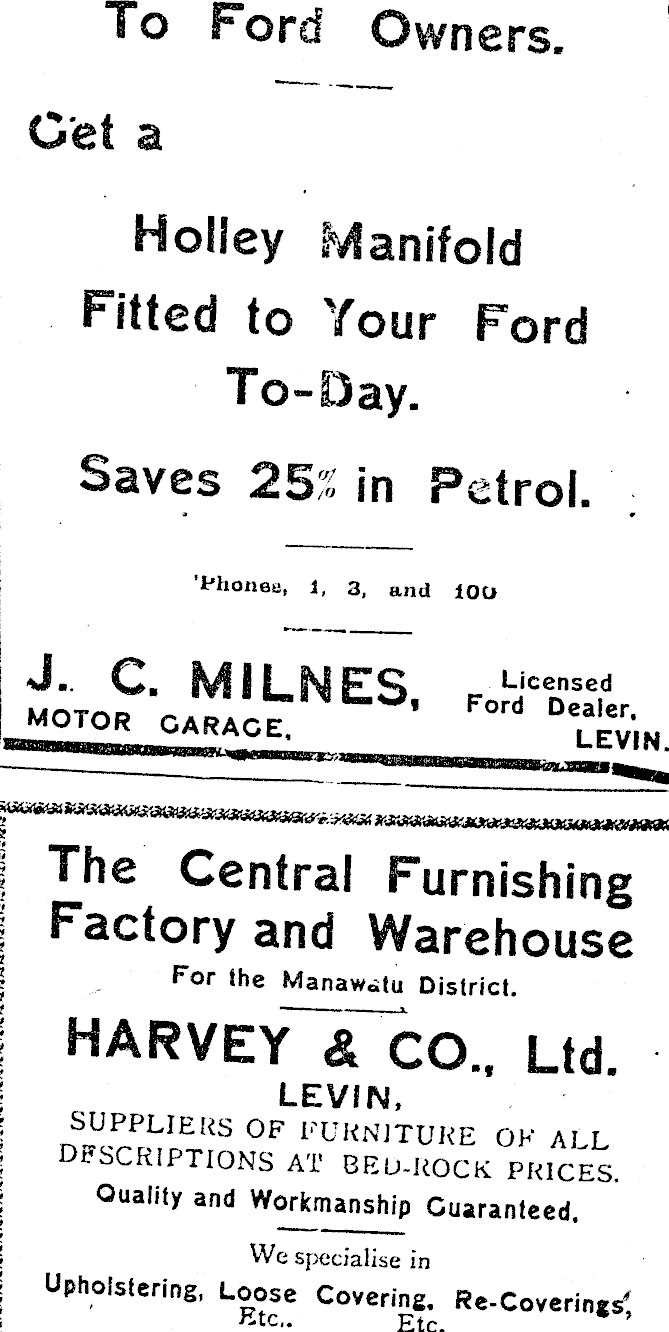 To Ford Owners.
Get a
Holley Manifold
Fitted to Your Ford
To-Day.
Saves 25% in Petrol.
'Phones, 1, 3, and 100
J. C. MILNES,
Licensed
Ford Dealer,
MOTOR GARAGE,
LEVIN.
The Central Furnishing
Factory and Warehouse
For the Manawatu District.
HARVEY & CO., Ltd.
LEVIN,
SUPPLIERS OF FURNITURE OF ALL
DESCRIPTIONS AT BED-ROCK PRICES.
Quality and Workmanship Guaranteed.
We specialise in
Upholstering, Loose Covering, Re-Coverings,
Etc.. Etc.